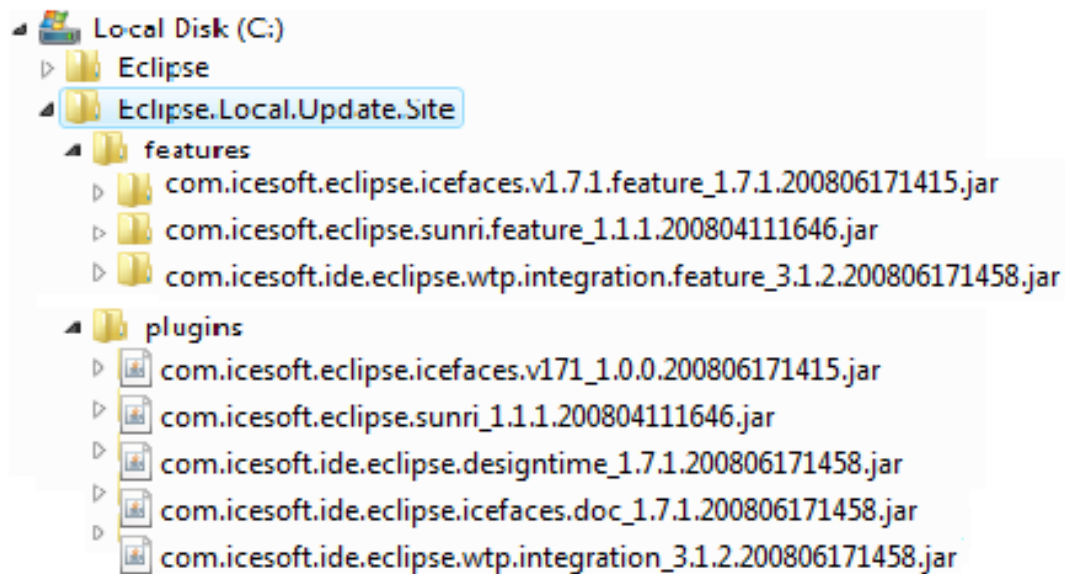 Local Disk (C:)
Eclipse
Eclipse.Local.Update.Site
features
com.icesoft.eclipse.icefaces.v1.7.1.feature_1.7.1.200806171415.jar
com.icesoft.eclipse.sunri.feature_1.1.1.200804111646.jar
com.icesoft.ide.eclipse.wtp.integration.feature_3.1.2.200806171458.jar
plugins
com.icesoft.eclipse.icefaces.v171_1.0.0.200806171415.jar
com.icesoft.eclipse.sunri_1.1.1.200804111646.jar
com.icesoft.ide.eclipse.designtime_1.7.1.200806171458.jar
com.icesoft.ide.eclipse.icefaces.doc_1.7.1.200806171458.jar
com.icesoft.ide.eclipse.wtp.integration_3.1.2.200806171458.jar